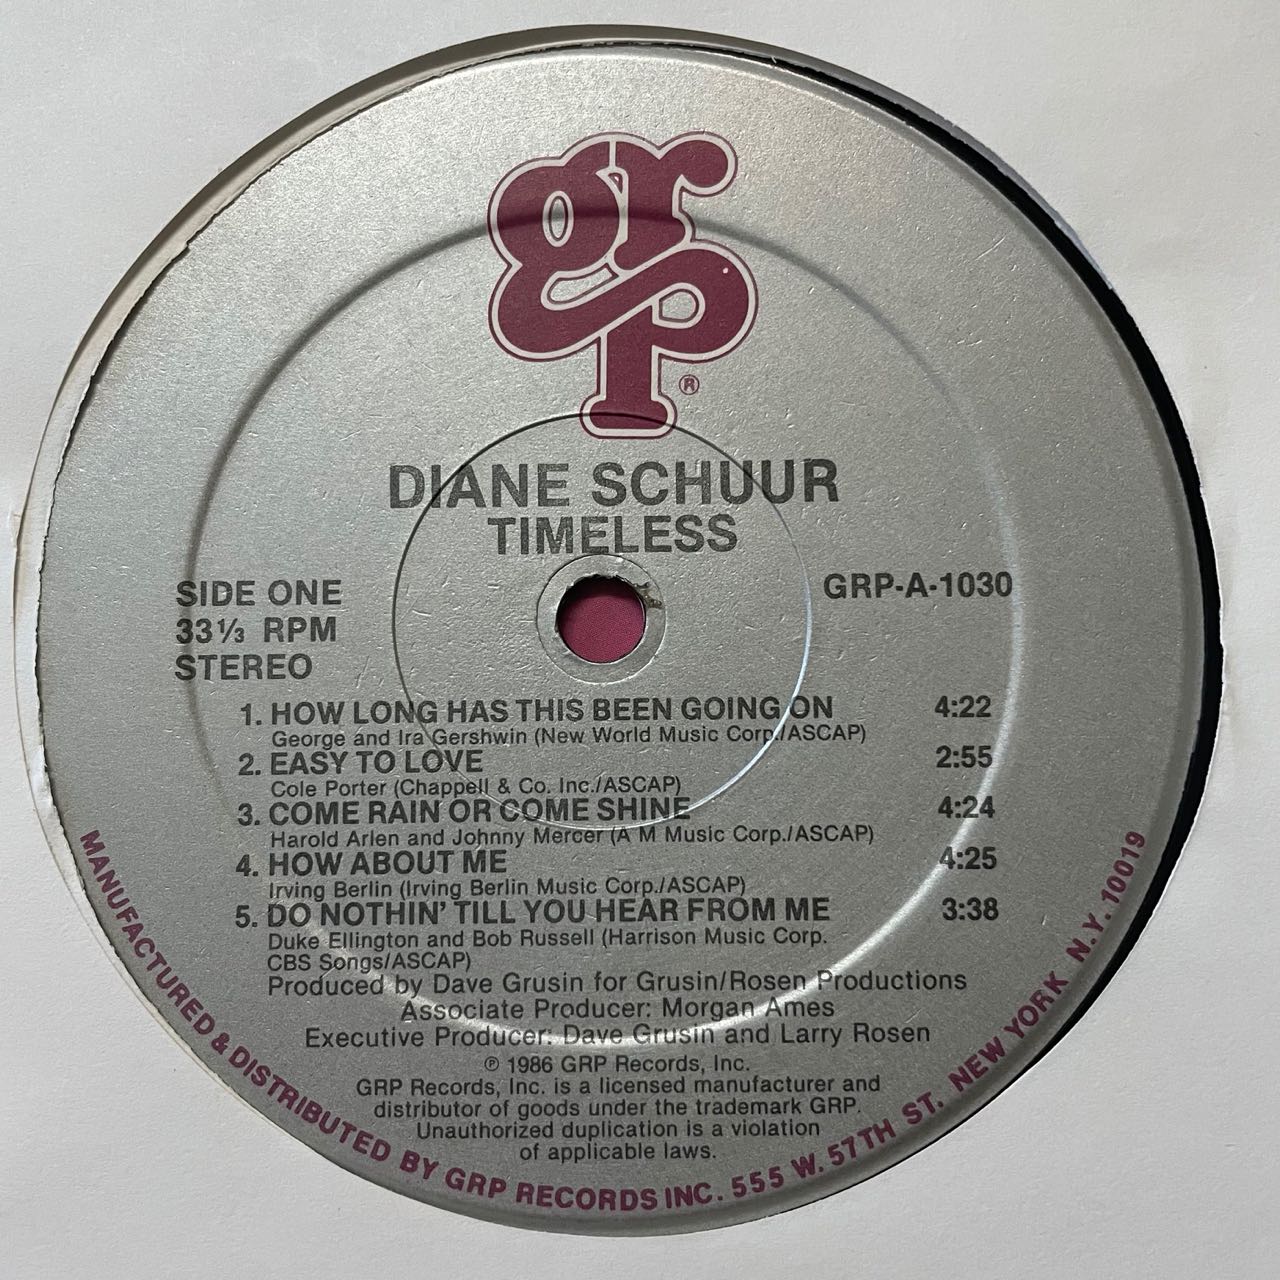 grp®
DIANE SCHUUR
TIMELESS
SIDE ONE
33⅓ RPM
STEREO
GRP-A-1030
1. HOW LONG HAS THIS BEEN GOING ON 4:22
George and Ira Gershwin (New World Music Corp./ASCAP)
2. EASY TO LOVE 2:55
Cole Porter (Chappell & Co. Inc./ASCAP)
3. COME RAIN OR COME SHINE 4:24
Harold Arlen and Johnny Mercer (A M Music Corp./ASCAP)
4. HOW ABOUT ME 4:25
Irving Berlin (Irving Berlin Music Corp./ASCAP)
5. DO NOTHIN' TILL YOU HEAR FROM ME 3:38
Duke Ellington and Bob Russell (Harrison Music Corp.
CBS Songs/ASCAP)
Produced by Dave Grusin for Grusin/Rosen Productions
Associate Producer: Morgan Ames
Executive Producer: Dave Grusin and Larry Rosen
℗ 1986 GRP Records, Inc.
GRP Records, Inc. is a licensed manufacturer and
distributor of goods under the trademark GRP.
Unauthorized duplication is a violation
of applicable laws.
MANUFACTURED & DISTRIBUTED BY GRP RECORDS INC. 555 W. 57TH ST. NEW YORK N.Y. 10019